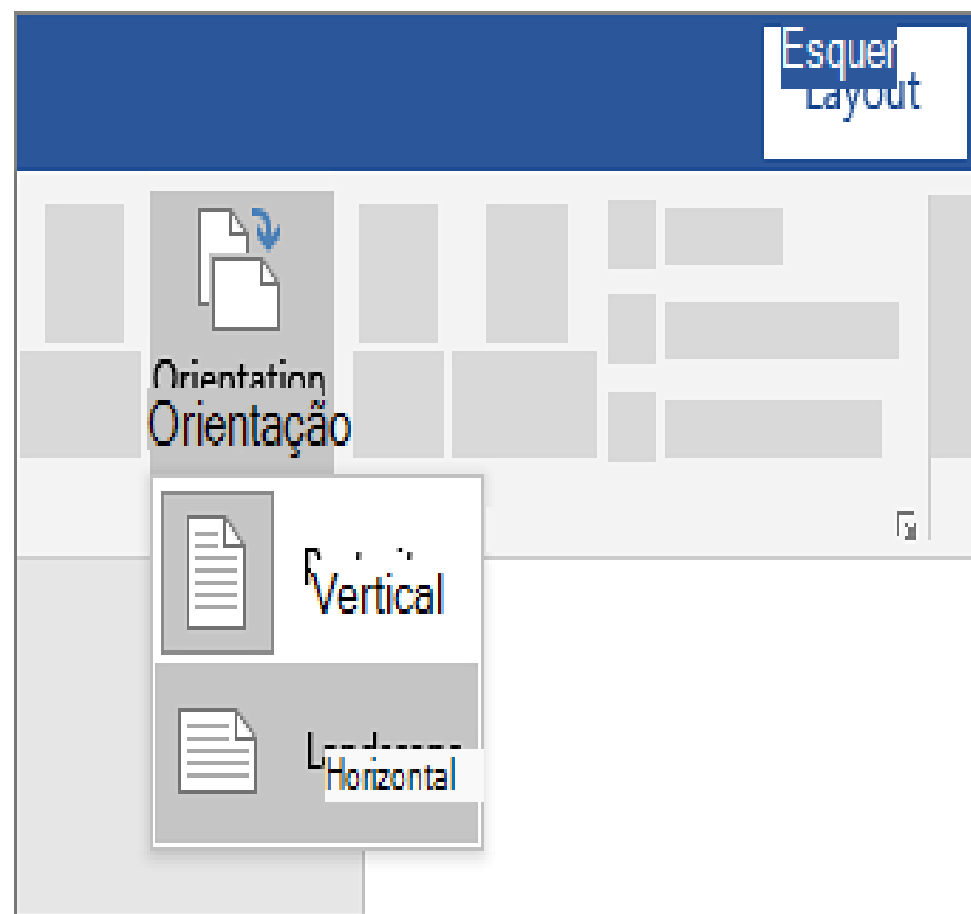 Esquer
Layout
Orientation
Orientação
Vertical
Horizontal